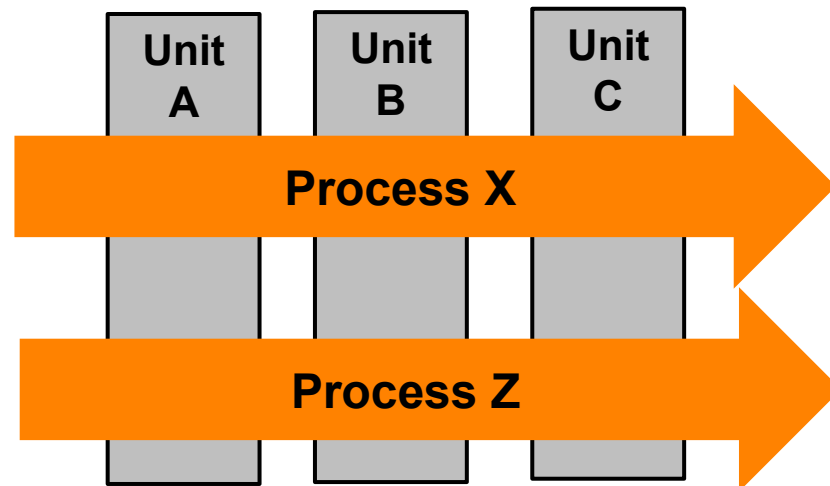 Unit
A
Unit
B
Unit
C
Process X
Process Z